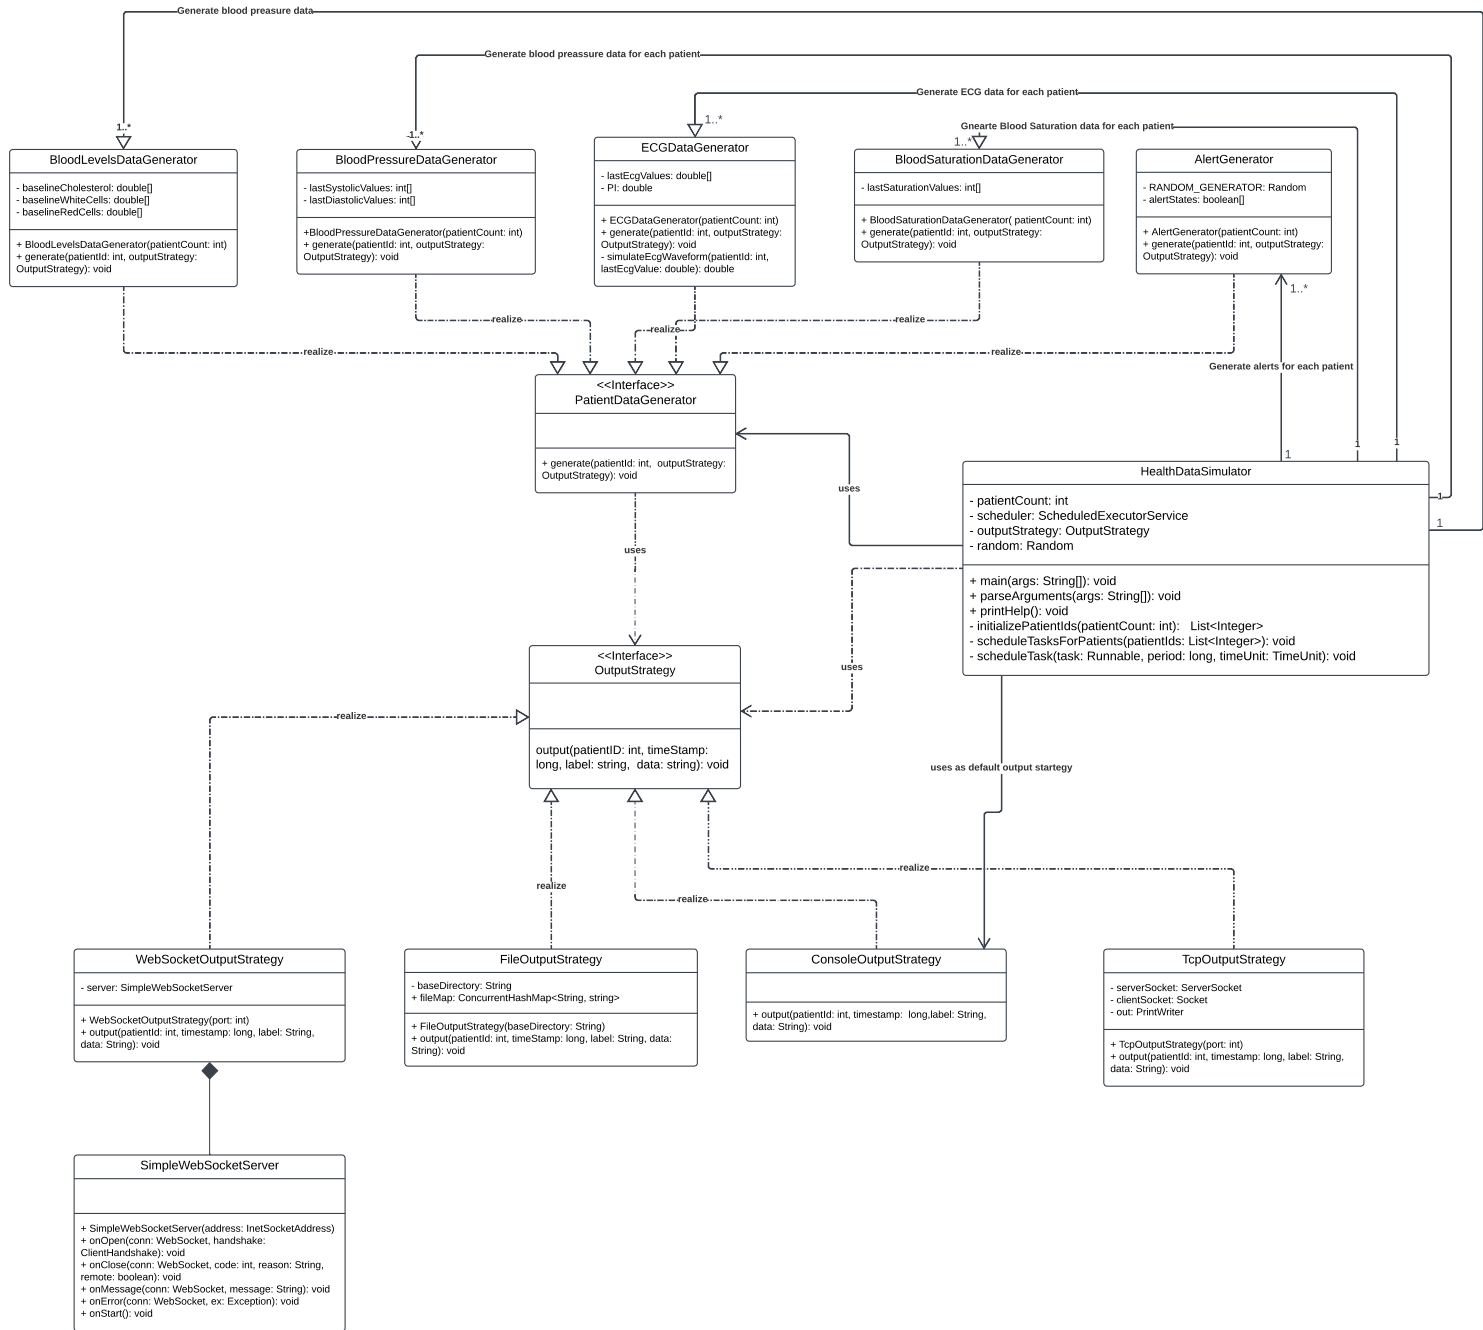 Generate blood preasure data
Generate blood preassure data for each patient
Generate ECG data for each patient
Gnearte Blood Saturation data for each patient
1..*
-1..*
1..*
1..*
BloodLevelsDataGenerator
- baselineCholesterol: double[]
- baselineWhiteCells: double[]
- baselineRedCells: double[]
+ BloodLevelsDataGenerator(patientCount: int)
+ generate(patientId: int, outputStrategy:
OutputStrategy): void
BloodPressureDataGenerator
- lastSystolicValues: int[]
- lastDiastolicValues: int[]
+BloodPressureDataGenerator(patientCount: int)
+ generate(patientId: int, outputStrategy:
OutputStrategy): void
ECGDataGenerator
- lastEcgValues: double[]
- PI: double
+ ECGDataGenerator(patientCount: int)
+ generate(patientId: int, outputStrategy:
OutputStrategy): void
- simulateEcgWaveform(patientId: int,
lastEcgValue: double): double
BloodSaturationDataGenerator
- lastSaturationValues: int[]
+ BloodSaturationDataGenerator( patientCount: int)
+ generate(patientId: int, outputStrategy:
OutputStrategy): void
AlertGenerator
- RANDOM_GENERATOR: Random
- alertStates: boolean[]
+ AlertGenerator(patientCount: int)
+ generate(patientId: int, outputStrategy:
OutputStrategy): void
1..*
realize
realize
realize
realize
realize
Generate alerts for each patient
<<Interface>>
PatientDataGenerator
+ generate(patientId: int,  outputStrategy:
OutputStrategy): void
1
1
1
1
1
uses
HealthDataSimulator
- patientCount: int
- scheduler: ScheduledExecutorService
- outputStrategy: OutputStrategy
- random: Random
+ main(args: String[]): void
+ parseArguments(args: String[]): void
+ printHelp(): void
- initializePatientIds(patientCount: int):   List<Integer>
- scheduleTasksForPatients(patientIds: List<Integer>): void
- scheduleTask(task: Runnable, period: long, timeUnit: TimeUnit): void
uses
uses
<<Interface>>
OutputStrategy
output(patientID: int, timeStamp:
long, label: string,  data: string): void
realize
uses as default output startegy
realize
realize
realize
WebSocketOutputStrategy
- server: SimpleWebSocketServer
+ WebSocketOutputStrategy(port: int)
+ output(patientId: int, timestamp: long, label: String,
data: String): void
FileOutputStrategy
- baseDirectory: String
+ fileMap: ConcurrentHashMap<String, string>
+ FileOutputStrategy(baseDirectory: String)
+ output(patientId: int, timeStamp: long, label: String, data:
String): void
ConsoleOutputStrategy
+ output(patientId: int, timestamp:  long,label: String,
data: String): void
TcpOutputStrategy
- serverSocket: ServerSocket
- clientSocket: Socket
- out: PrintWriter
+ TcpOutputStrategy(port: int)
+ output(patientId: int, timestamp: long, label: String,
data: String): void
SimpleWebSocketServer
+ SimpleWebSocketServer(address: InetSocketAddress)
+ onOpen(conn: WebSocket, handshake:
ClientHandshake): void
+ onClose(conn: WebSocket, code: int, reason: String,
remote: boolean): void
+ onMessage(conn: WebSocket, message: String): void
+ onError(conn: WebSocket, ex: Exception): void
+ onStart(): void